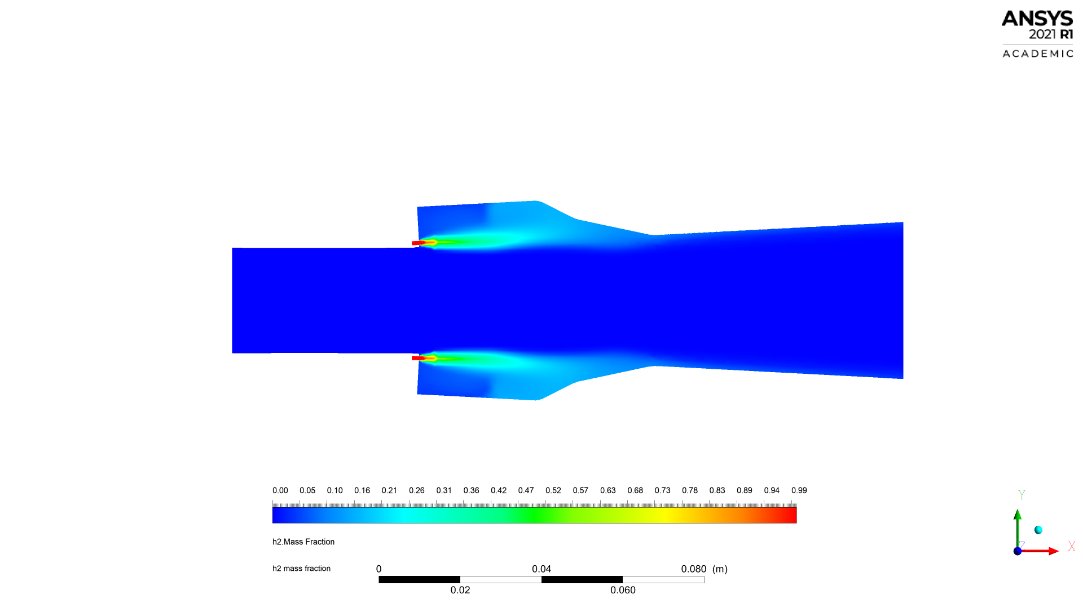 ANSYS
2021 R1
ACADEMIC
0.00 0.05 0.10 0.16 0.21 0.26 0.31 0.36 0.42 0.47 0.52 0.57 0.63 0.68 0.73 0.78 0.83 0.89 0.94 0.99
h2.Mass Fraction
h2 mass fraction
0 0.04 0.080 (m)
0.02 0.060
Y
Z X